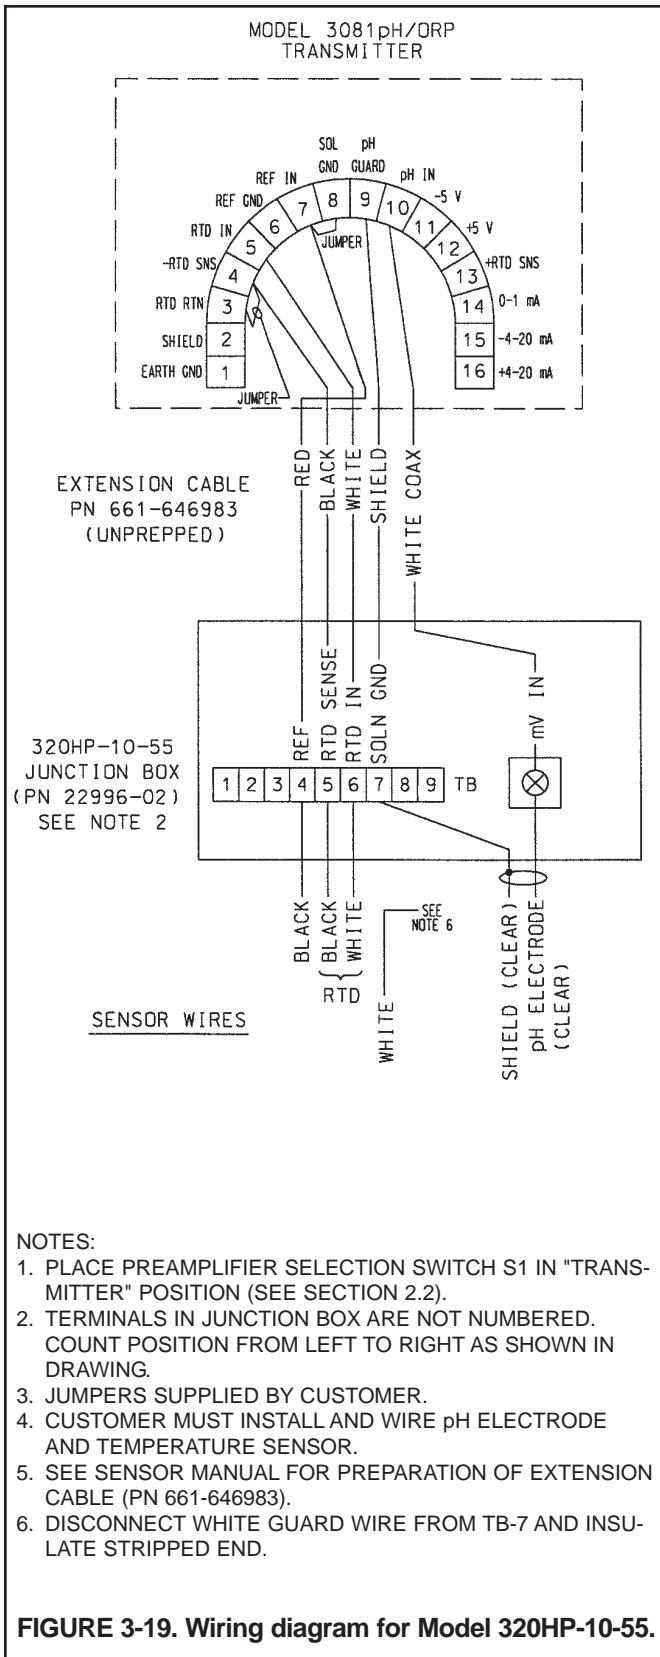 MODEL 3081pH/ORP
TRANSMITTER
SOL
GND
pH
GUARD
REF IN
pH IN
REF GND
-5 V
RTD IN
+5 V
-RTD SNS
+RTD SNS
RTD RTN
0-1 mA
SHIELD
-4-20 mA
EARTH GND
+4-20 mA
1
2
3
4
5
6
7
8
9
10
11
12
13
14
15
16
JUMPER
JUMPER
EXTENSION CABLE
PN 661-646983
(UNPREPPED)
RED
BLACK
WHITE
SHIELD
WHITE COAX
REF
RTD SENSE
RTD IN
SOLN GND
mV IN
320HP-10-55
JUNCTION BOX
(PN 22996-02)
SEE NOTE 2
1 2 3 4 5 6 7 8 9 TB
BLACK
BLACK
WHITE
RTD
WHITE
SEE
NOTE 6
SHIELD (CLEAR)
pH ELECTRODE
(CLEAR)
SENSOR WIRES
NOTES:
1. PLACE PREAMPLIFIER SELECTION SWITCH S1 IN "TRANS-
MITTER" POSITION (SEE SECTION 2.2).
2. TERMINALS IN JUNCTION BOX ARE NOT NUMBERED.
COUNT POSITION FROM LEFT TO RIGHT AS SHOWN IN
DRAWING.
3. JUMPERS SUPPLIED BY CUSTOMER.
4. CUSTOMER MUST INSTALL AND WIRE pH ELECTRODE
AND TEMPERATURE SENSOR.
5. SEE SENSOR MANUAL FOR PREPARATION OF EXTENSION
CABLE (PN 661-646983).
6. DISCONNECT WHITE GUARD WIRE FROM TB-7 AND INSU-
LATE STRIPPED END.
FIGURE 3-19. Wiring diagram for Model 320HP-10-55.